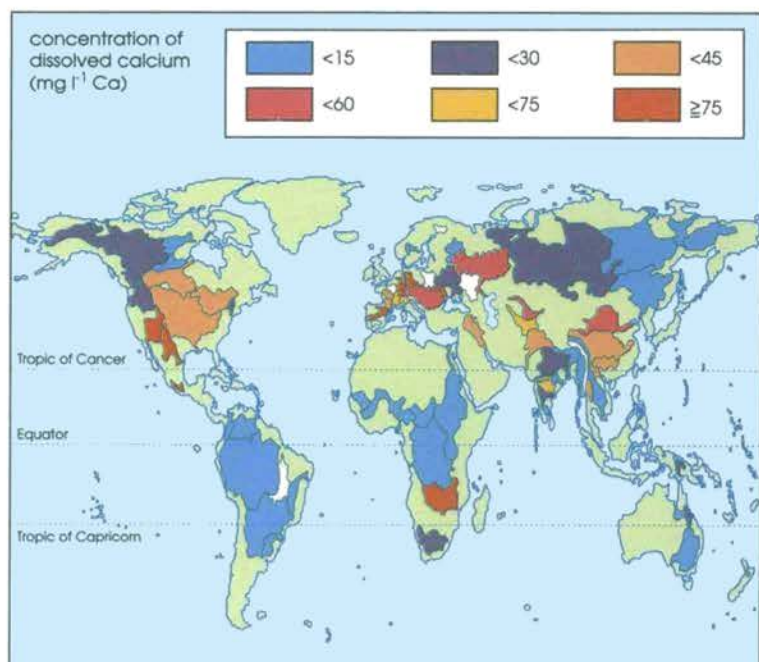 concentration of
dissolved calcium
(mg l⁻¹ Ca)
<15
<30
<45
<60
<75
≧75
Tropic of Cancer
Equator
Tropic of Capricorn